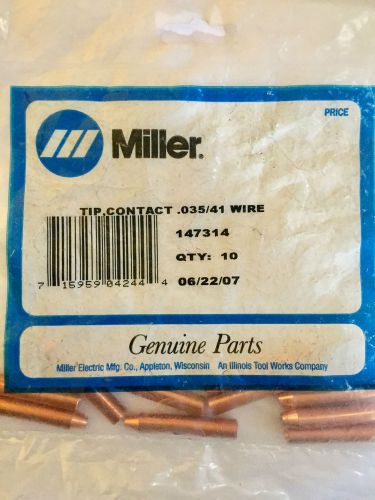 PRICE
Miller.
TIP,CONTACT .035/41 WIRE
147314
QTY: 10
7 15959 04244 4 06/22/07
Genuine Parts
Miller Electric Mfg. Co., Appleton, Wisconsin An Illinois Tool Works Company